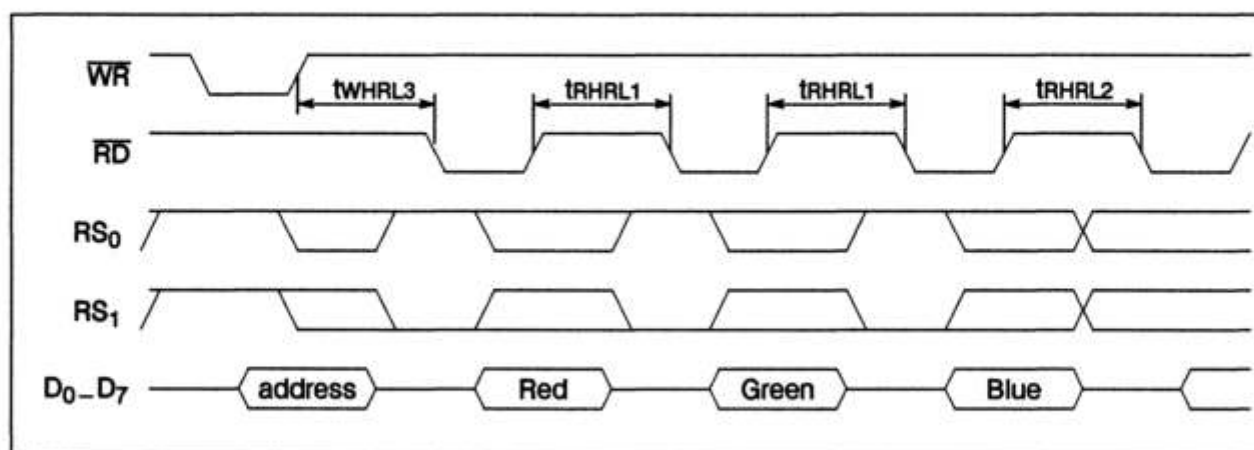 WR
tWHRL3 tRHRL1 tRHRL1 tRHRL2
RD
RS0
RS1
D0–D7 address Red Green Blue